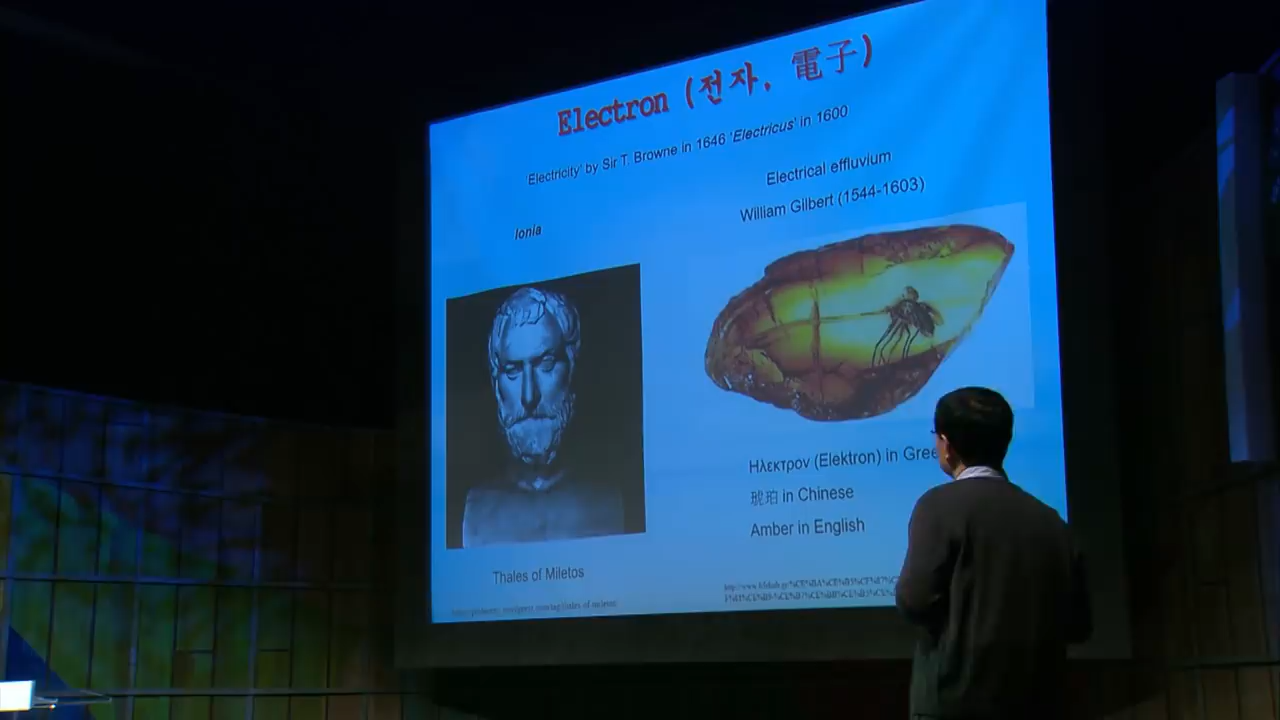 Electron (전자, 電子)
'Electricity' by Sir T. Browne in 1646 'Electricus' in 1600
Electrical effluvium
William Gilbert (1544-1603)
Ionia
Ηλεκτρον (Elektron) in Gree
琥珀 in Chinese
Amber in English
Thales of Miletos